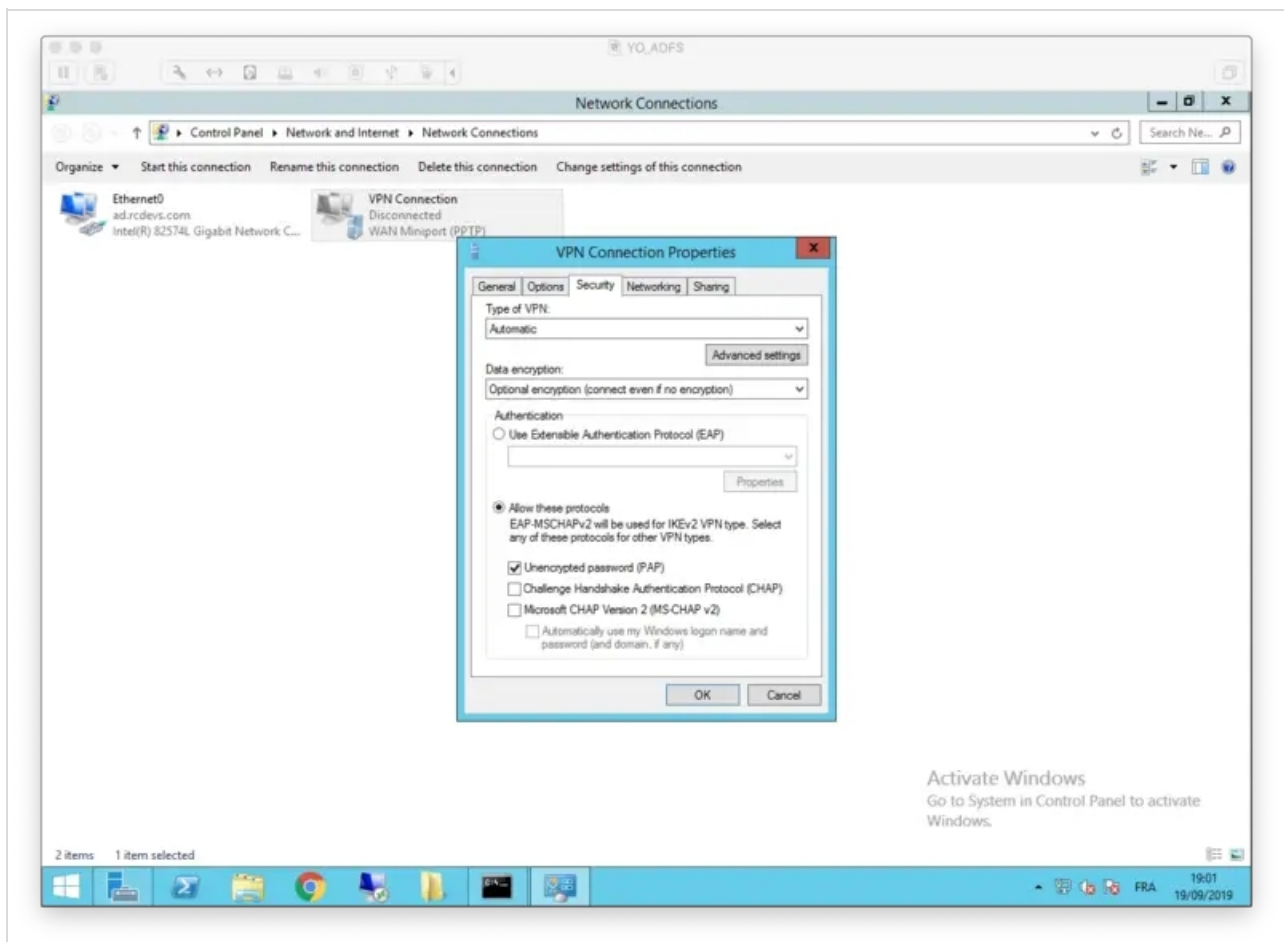 YO_ADFS
Network Connections
Control Panel Network and Internet Network Connections
Search Ne...
Organize Start this connection Rename this connection Delete this connection Change settings of this connection
Ethernet0
ad.rcdevs.com
Intel(R) 82574L Gigabit Network C...
VPN Connection
Disconnected
WAN Miniport (PPTP)
VPN Connection Properties
General Options Security Networking Sharing
Type of VPN:
Automatic
Advanced settings
Data encryption:
Optional encryption (connect even if no encryption)
Authentication
Use Extensible Authentication Protocol (EAP)
Properties
Allow these protocols
EAP-MSCHAPv2 will be used for IKEv2 VPN type. Select
any of these protocols for other VPN types.
Unencrypted password (PAP)
Challenge Handshake Authentication Protocol (CHAP)
Microsoft CHAP Version 2 (MS-CHAP v2)
Automatically use my Windows logon name and
password (and domain, if any)
OK Cancel
Activate Windows
Go to System in Control Panel to activate
Windows.
2 items 1 item selected
FRA
19:01
19/09/2019